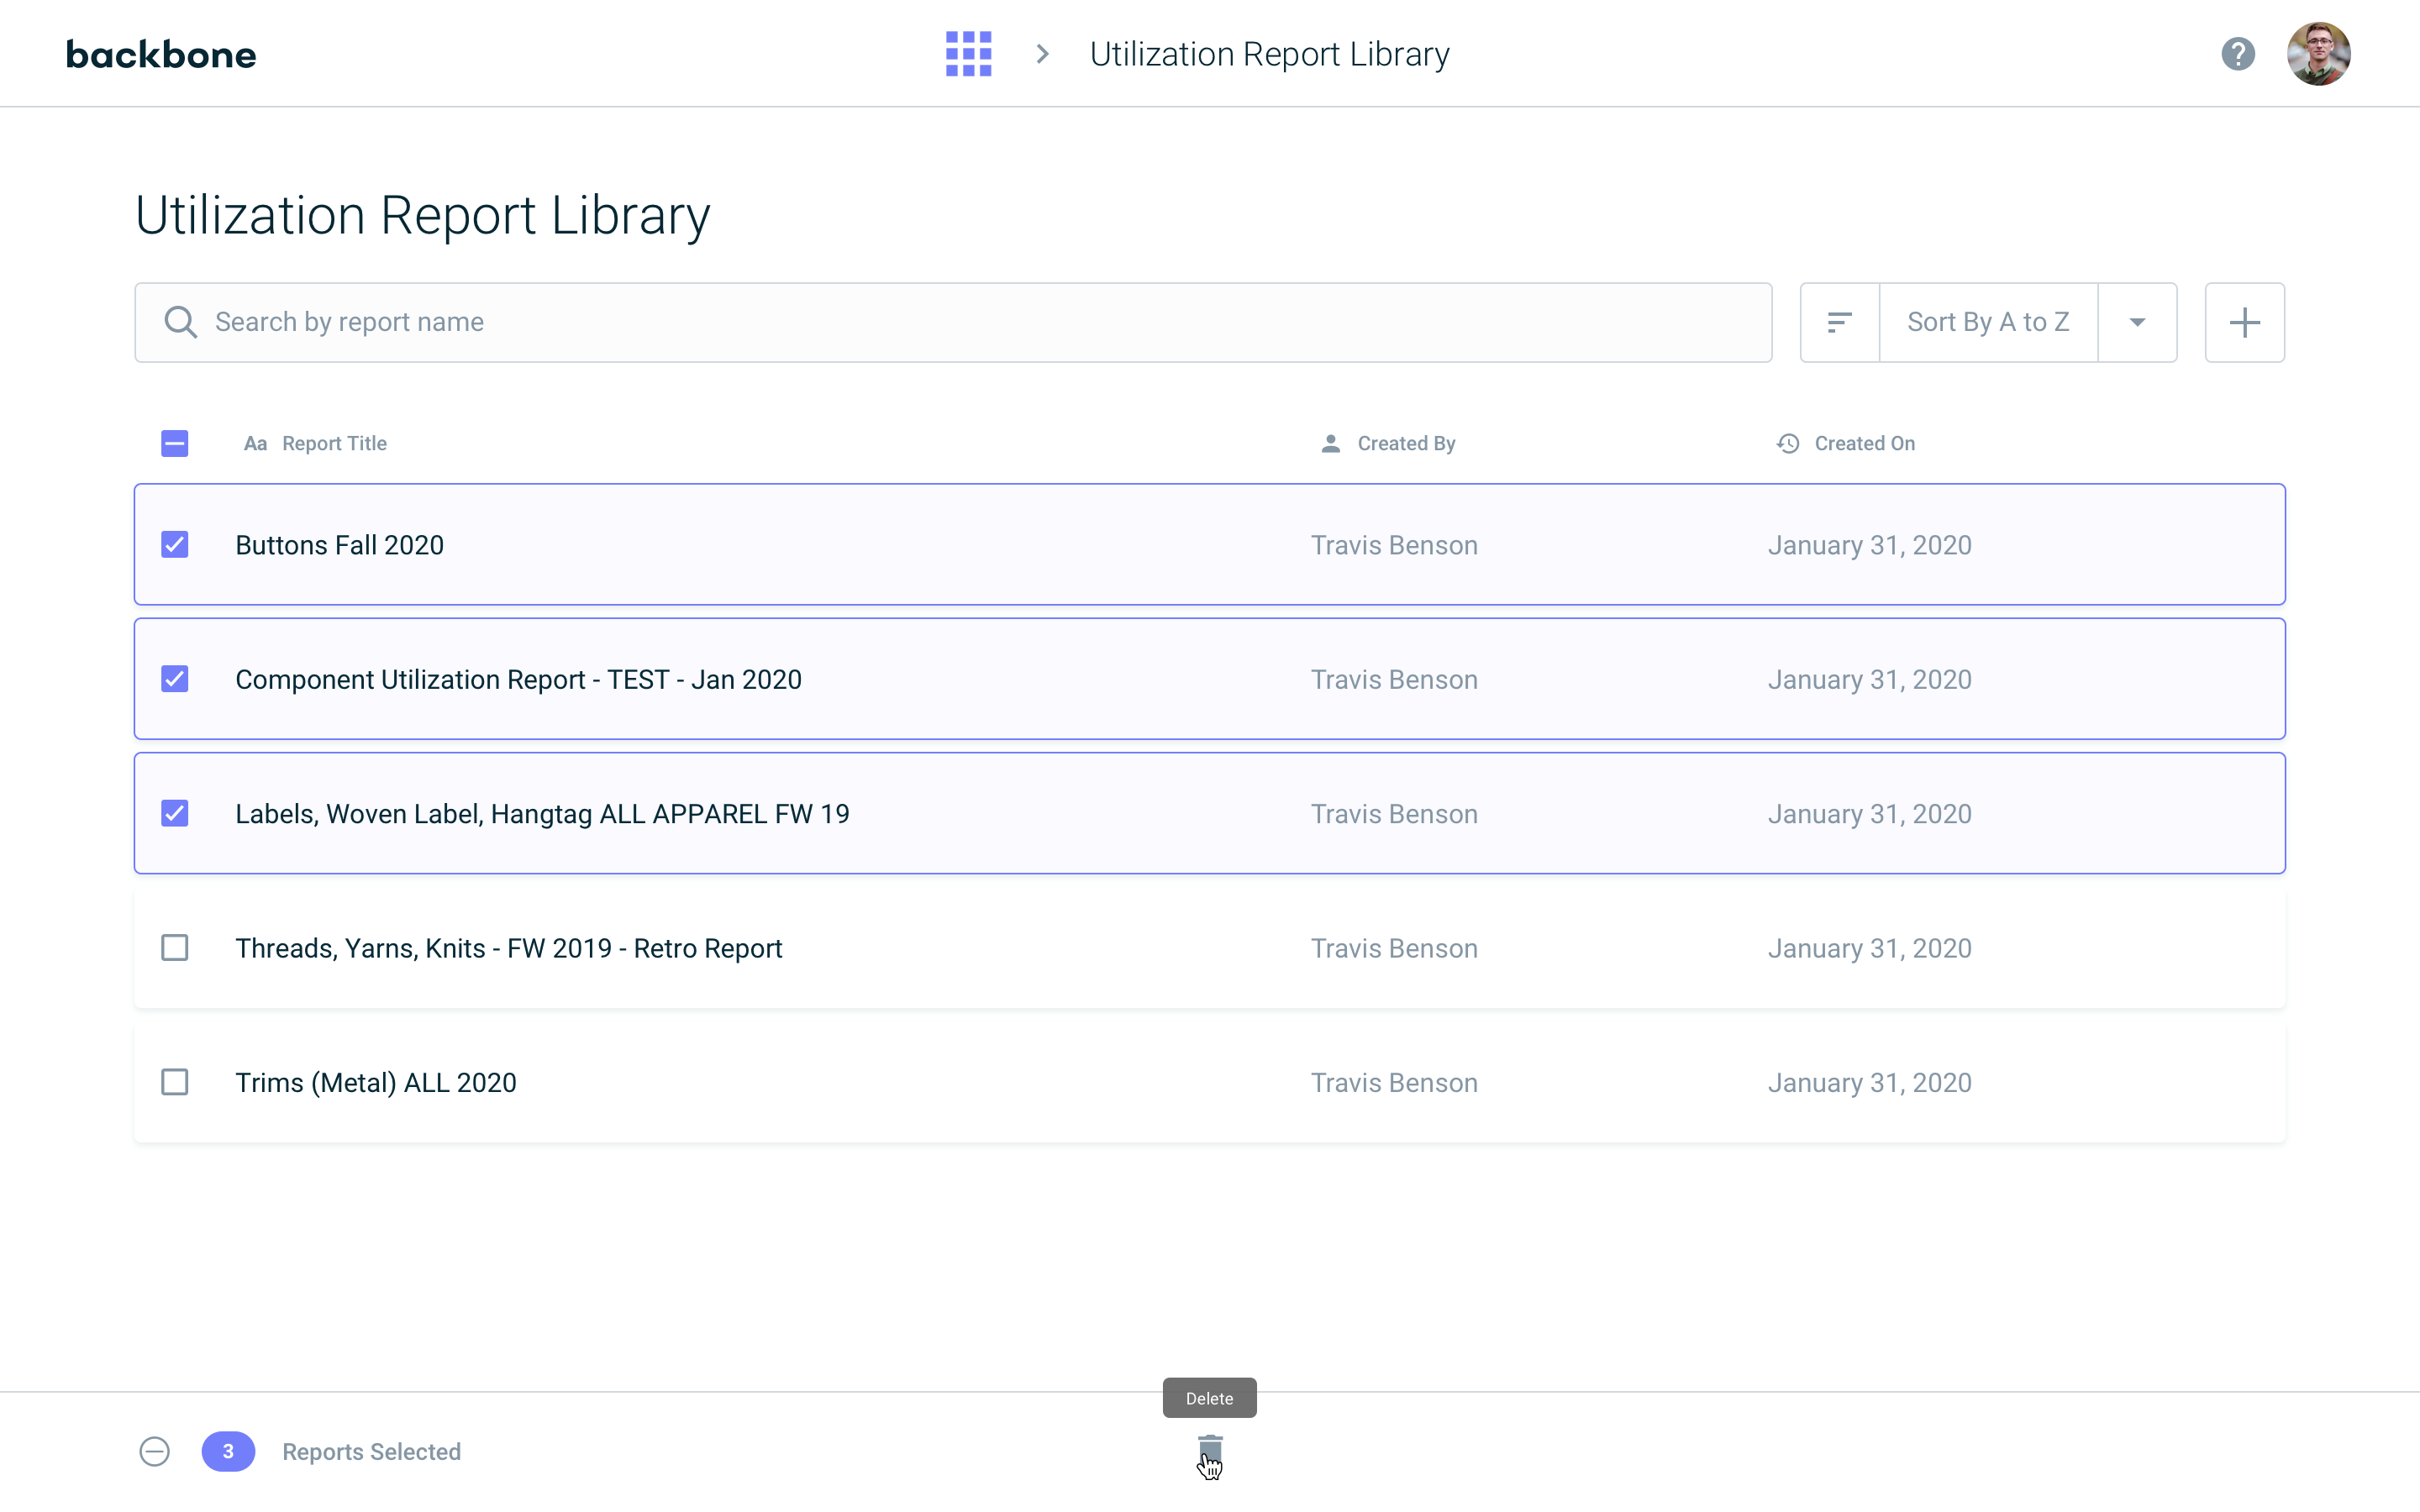 backbone
Utilization Report Library
Utilization Report Library
Search by report name
Sort By A to Z
Aa Report Title Created By Created On
Buttons Fall 2020 Travis Benson January 31, 2020
Component Utilization Report - TEST - Jan 2020 Travis Benson January 31, 2020
Labels, Woven Label, Hangtag ALL APPAREL FW 19 Travis Benson January 31, 2020
Threads, Yarns, Knits - FW 2019 - Retro Report Travis Benson January 31, 2020
Trims (Metal) ALL 2020 Travis Benson January 31, 2020
Delete
3 Reports Selected